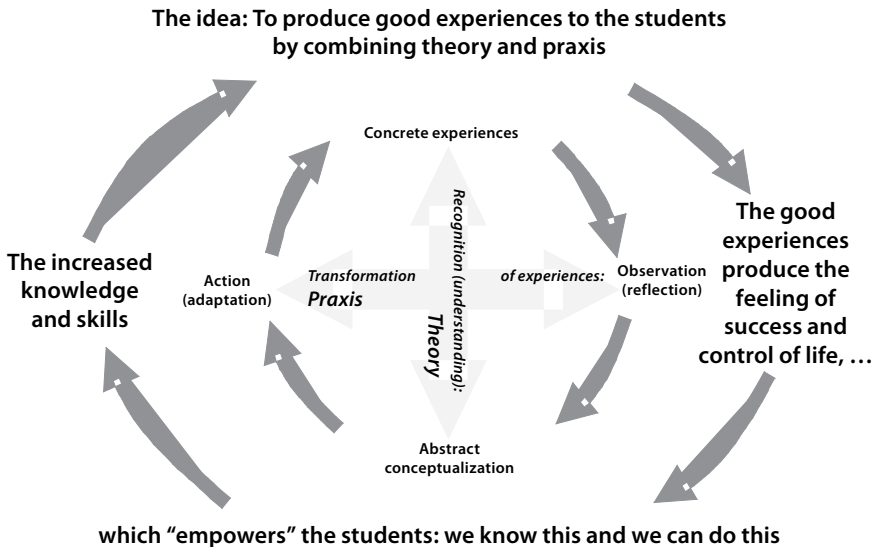 The idea: To produce good experiences to the students
by combining theory and praxis
Concrete experiences
The good
experiences
produce the
feeling of
success and
control of life, …
The increased
knowledge
and skills
Action
(adaptation)
Transformation
Praxis
Recognition (understanding):
Theory
of experiences:
Observation
(reflection)
Abstract
conceptualization
which “empowers” the students: we know this and we can do this